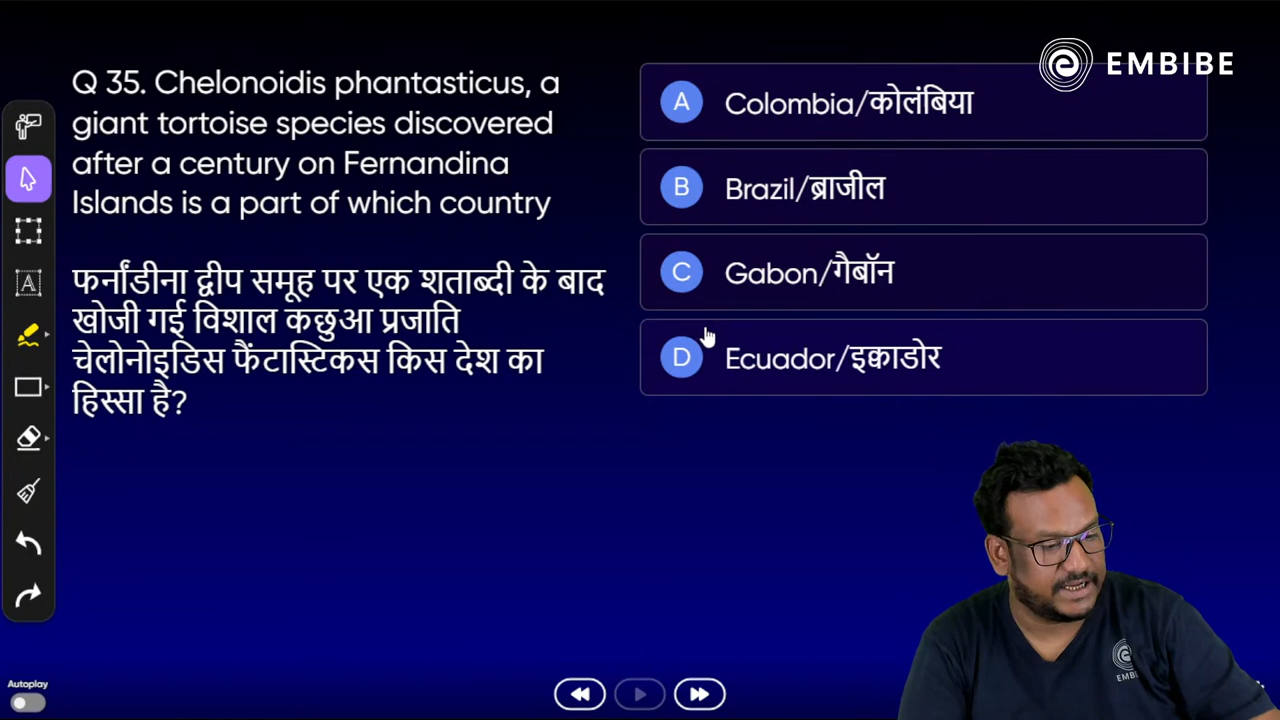 EMBIBE
Q 35. Chelonoidis phantasticus, a
giant tortoise species discovered
after a century on Fernandina
Islands is a part of which country
फर्नांडीना द्वीप समूह पर एक शताब्दी के बाद
खोजी गई विशाल कछुआ प्रजाति
चेलोनोइडिस फैंटास्टिकस किस देश का
हिस्सा है?
A Colombia/कोलंबिया
B Brazil/ब्राजील
C Gabon/गैबॉन
D Ecuador/इक्वाडोर
A
Autoplay